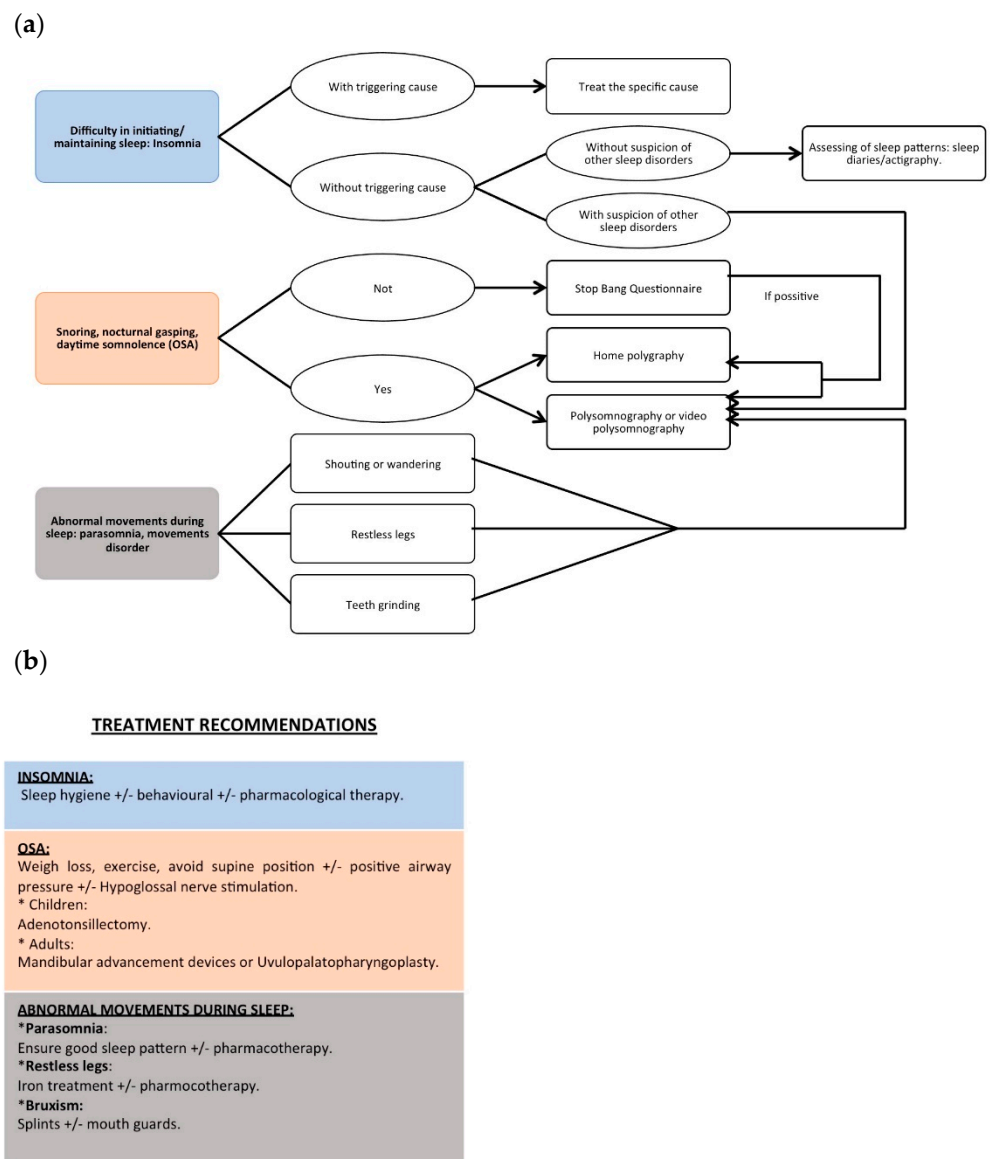 (a)
With triggering cause
Treat the specific cause
Difficulty in initiating/
maintaining sleep: Insomnia
Without triggering cause
Without suspicion of
other sleep disorders
Assessing of sleep patterns: sleep
diaries/actigraphy.
With suspicion of other
sleep disorders
Snoring, nocturnal gasping,
daytime somnolence (OSA)
Not
Stop Bang Questionnaire
If possitive
Yes
Home polygraphy
Polysomnography or video
polysomnography
Abnormal movements during
sleep: parasomnia, movements
disorder
Shouting or wandering
Restless legs
Teeth grinding
(b)
TREATMENT RECOMMENDATIONS
INSOMNIA:
Sleep hygiene +/- behavioural +/- pharmacological therapy.
OSA:
Weigh loss, exercise, avoid supine position +/- positive airway
pressure +/- Hypoglossal nerve stimulation.
* Children:
Adenotonsillectomy.
* Adults:
Mandibular advancement devices or Uvulopalatopharyngoplasty.
ABNORMAL MOVEMENTS DURING SLEEP:
*Parasomnia:
Ensure good sleep pattern +/- pharmacotherapy.
*Restless legs:
Iron treatment +/- pharmocotherapy.
*Bruxism:
Splints +/- mouth guards.